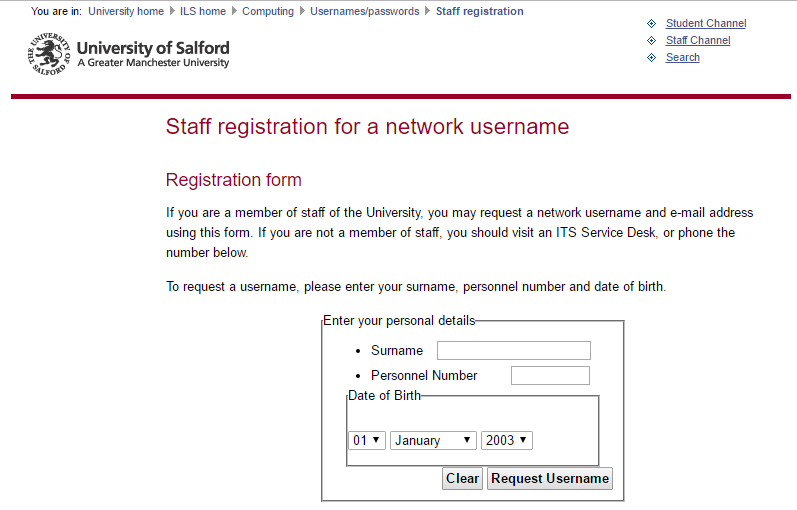 You are in: University home ILS home Computing Usernames/passwords Staff registration
Student Channel
Staff Channel
Search
THE UNIVERSITY OF SALFORD
University of Salford
A Greater Manchester University
Staff registration for a network username
Registration form
If you are a member of staff of the University, you may request a network username and e-mail address
using this form. If you are not a member of staff, you should visit an ITS Service Desk, or phone the
number below.
To request a username, please enter your surname, personnel number and date of birth.
Enter your personal details
Surname
Personnel Number
Date of Birth
01 January 2003
Clear Request Username